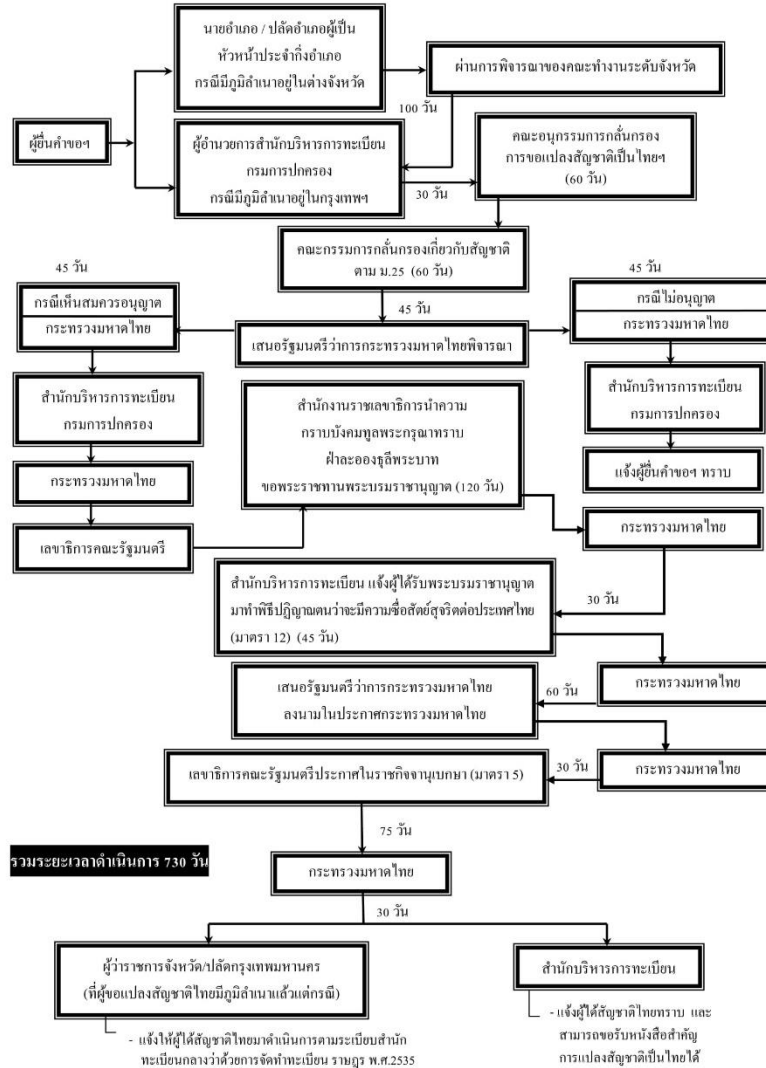 นายอำเภอ / ปลัดอำเภอผู้เป็น
หัวหน้าประจำกิ่งอำเภอ
กรณีมีภูมิลำเนาอยู่ในต่างจังหวัด
ผ่านการพิจารณาของคณะทำงานระดับจังหวัด
100 วัน
ผู้ยื่นคำขอฯ
ผู้อำนวยการสำนักบริหารการทะเบียน
กรมการปกครอง
กรณีมีภูมิลำเนาอยู่ในกรุงเทพฯ
30 วัน
คณะอนุกรรมการกลั่นกรอง
การขอแปลงสัญชาติเป็นไทยฯ
(60 วัน)
คณะกรรมการกลั่นกรองเกี่ยวกับสัญชาติ
ตาม ม.25 (60 วัน)
45 วัน
45 วัน
45 วัน
กรณีเห็นสมควรอนุญาต
กระทรวงมหาดไทย
เสนอรัฐมนตรีว่าการกระทรวงมหาดไทยพิจารณา
กรณีไม่อนุญาต
กระทรวงมหาดไทย
สำนักบริหารการทะเบียน
กรมการปกครอง
กระทรวงมหาดไทย
เลขาธิการคณะรัฐมนตรี
สำนักงานราชเลขาธิการนำความ
กราบบังคมทูลพระกรุณาทราบ
ฝ่าละอองธุลีพระบาท
ขอพระราชทานพระบรมราชานุญาต (120 วัน)
สำนักบริหารการทะเบียน
กรมการปกครอง
แจ้งผู้ยื่นคำขอฯ ทราบ
กระทรวงมหาดไทย
30 วัน
สำนักบริหารการทะเบียน แจ้งผู้ได้รับพระบรมราชานุญาต
มาทำพิธีปฏิญาณตนว่าจะมีความซื่อสัตย์สุจริตต่อประเทศไทย
(มาตรา 12) (45 วัน)
กระทรวงมหาดไทย
60 วัน
เสนอรัฐมนตรีว่าการกระทรวงมหาดไทย
ลงนามในประกาศกระทรวงมหาดไทย
กระทรวงมหาดไทย
30 วัน
เลขาธิการคณะรัฐมนตรีประกาศในราชกิจจานุเบกษา (มาตรา 5)
75 วัน
รวมระยะเวลาดำเนินการ 730 วัน
กระทรวงมหาดไทย
30 วัน
ผู้ว่าราชการจังหวัด/ปลัดกรุงเทพมหานคร
(ที่ผู้ขอแปลงสัญชาติไทยมีภูมิลำเนาแล้วแต่กรณี)
- แจ้งให้ผู้ได้สัญชาติไทยมาดำเนินการตามระเบียบสำนัก
ทะเบียนกลางว่าด้วยการจัดทำทะเบียน ราษฎร พ.ศ.2535
สำนักบริหารการทะเบียน
- แจ้งผู้ได้สัญชาติไทยทราบ และ
สามารถขอรับหนังสือสำคัญ
การแปลงสัญชาติเป็นไทยได้